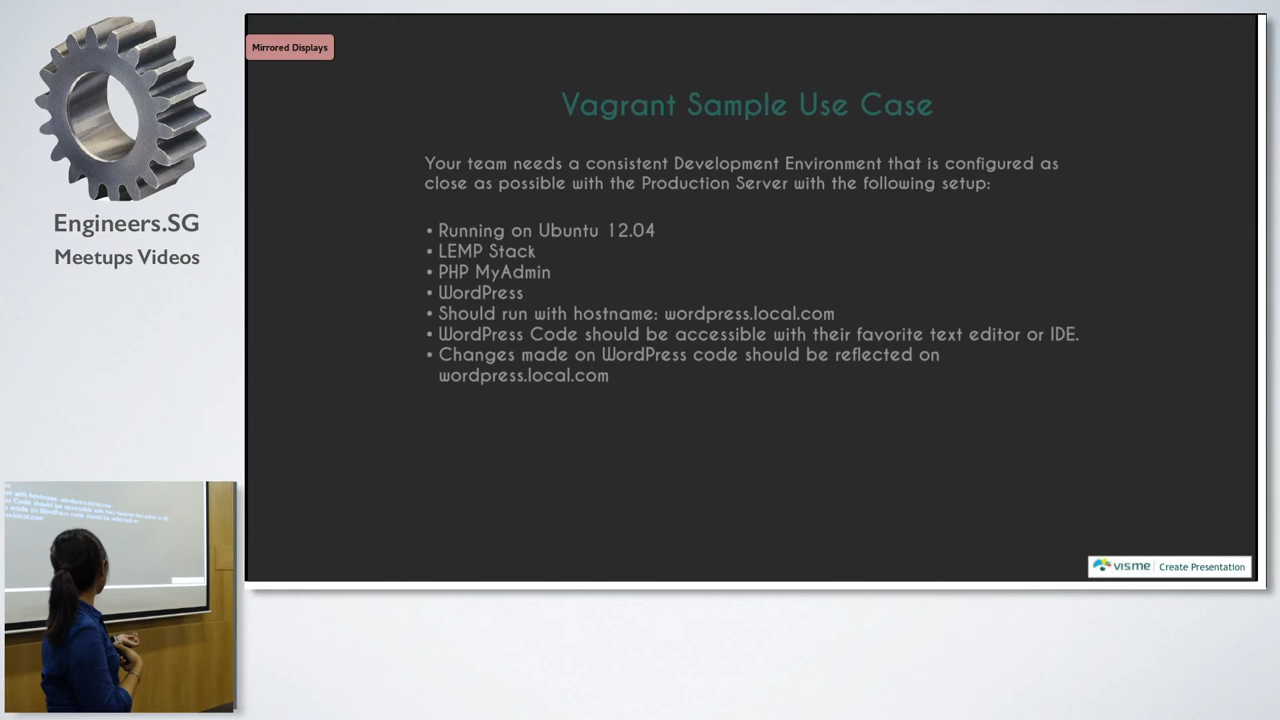 Mirrored Displays
Engineers.SG
Meetups Videos
Vagrant Sample Use Case
Your team needs a consistent Development Environment that is configured as
close as possible with the Production Server with the following setup:
• Running on Ubuntu 12.04
• LEMP Stack
• PHP MyAdmin
• WordPress
• Should run with hostname: wordpress.local.com
• WordPress Code should be accessible with their favorite text editor or IDE.
• Changes made on WordPress code should be reflected on
wordpress.local.com
visme Create Presentation